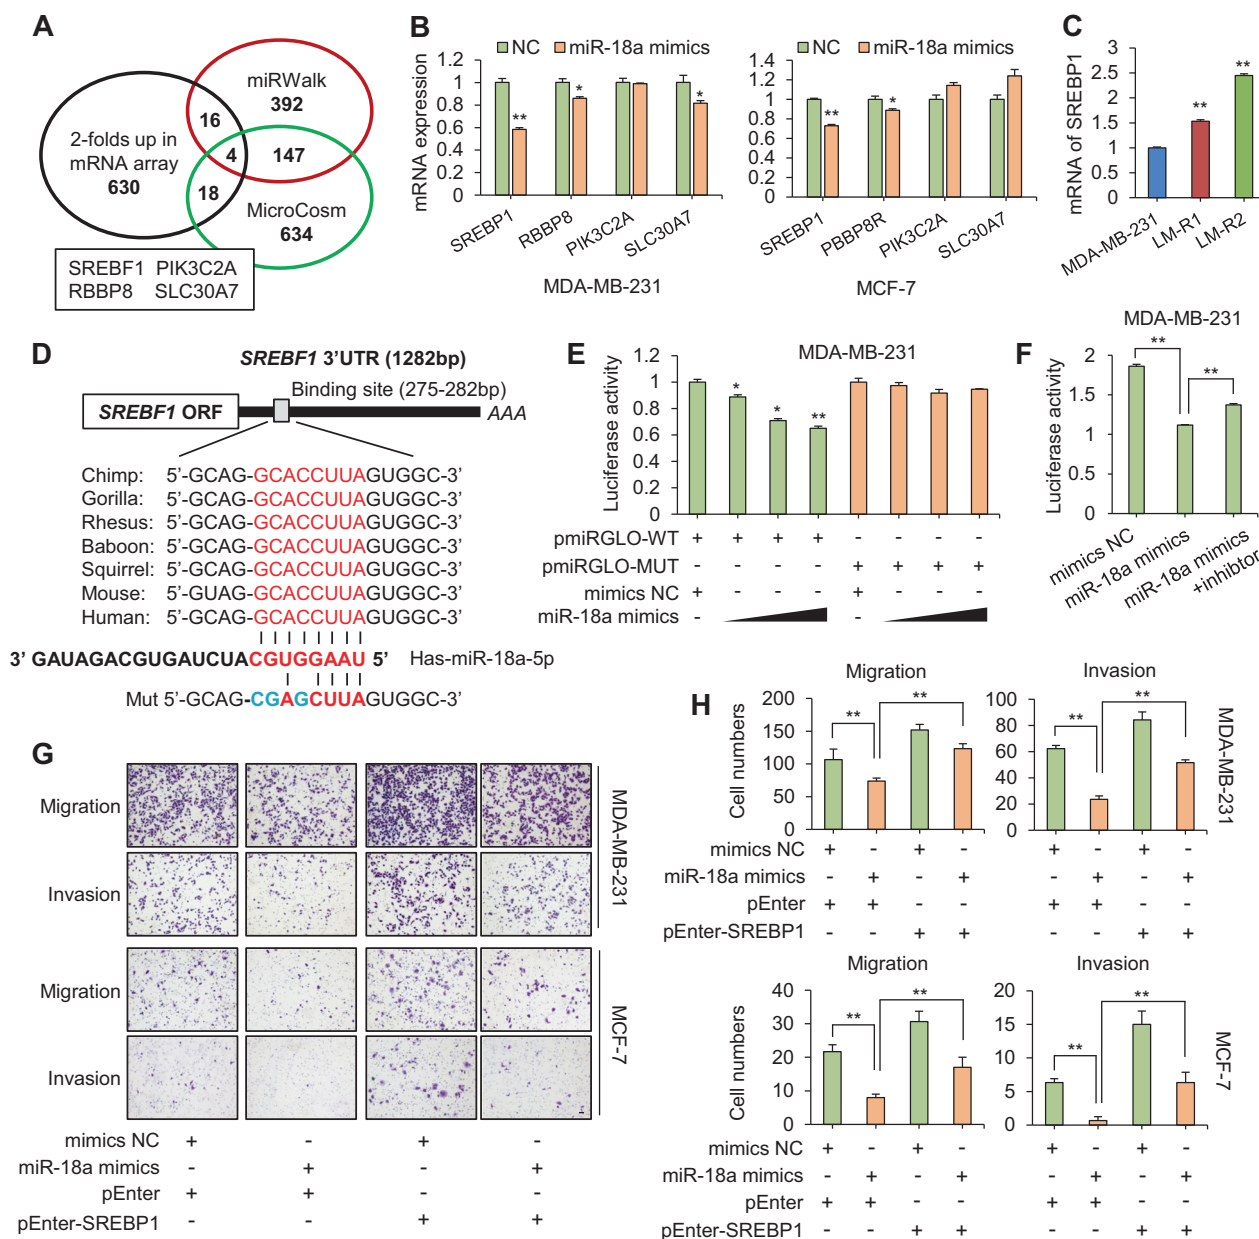 A
miRWalk
392
16
2-folds up in
mRNA array
630
4
147
18
MicroCosm
634
SREBF1 PIK3C2A
RBBP8 SLC30A7
B
NC miR-18a mimics
mRNA expression
1.2
1
0.8
0.6
0.4
0.2
0
** * *
SREBP1 RBBP8 PIK3C2A SLC30A7
MDA-MB-231
NC miR-18a mimics
1.4
1.2
1
0.8
0.6
0.4
0.2
0
** *
SREBP1 PBBP8R PIK3C2A SLC30A7
MCF-7
C
mRNA of SREBP1
3
2.5
2
1.5
1
0.5
0
** **
MDA-MB-231 LM-R1 LM-R2
D
SREBF1 3’UTR (1282bp)
Binding site (275-282bp)
SREBF1 ORF
AAA
Chimp: 5’-GCAG-GCACCUUAGUGGC-3’
Gorilla: 5’-GCAG-GCACCUUAGUGGC-3’
Rhesus: 5’-GCAG-GCACCUUAGUGGC-3’
Baboon: 5’-GCAG-GCACCUUAGUGGC-3’
Squirrel: 5’-GCAG-GCACCUUAGUGGC-3’
Mouse: 5’-GUAG-GCACCUUAGUGGC-3’
Human: 5’-GCAG-GCACCUUAGUGGC-3’
3’ GAUAGACGUGAUCUACGUGGAAU 5’ Has-miR-18a-5p
Mut 5’-GCAG-CGAGCUUAGUGGC-3’
E
MDA-MB-231
Luciferase activity
1.2
1
0.8
0.6
0.4
0.2
0
* * **
pmiRGLO-WT + + + + - - - -
pmiRGLO-MUT - - - - + + + +
mimics NC + - - - + - - -
miR-18a mimics - -
F
MDA-MB-231
Luciferase activity
2
1.5
1
0.5
0
** **
mimics NC
miR-18a mimics
miR-18a mimics
+inhibtor
G
Migration
Invasion
MDA-MB-231
Migration
Invasion
MCF-7
mimics NC + - + -
miR-18a mimics - + - +
pEnter + + - -
pEnter-SREBP1 - - + +
H
Migration
Cell numbers
200
150
100
50
0
** **
Invasion
100
80
60
40
20
0
** **
MDA-MB-231
mimics NC + - + - + - + -
miR-18a mimics - + - + - + - +
pEnter + + - - + + - -
pEnter-SREBP1 - - + + - - + +
Migration
Cell numbers
40
30
20
10
0
** **
Invasion
20
15
10
5
0
** **
MCF-7
mimics NC + - + - + - + -
miR-18a mimics - + - + - + - +
pEnter + + - - + + - -
pEnter-SREBP1 - - + + - - + +